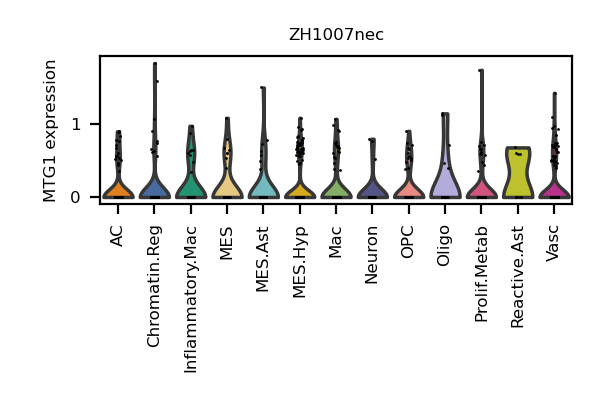 ZH1007nec
MTG1 expression
1
0
AC
Chromatin.Reg
Inflammatory.Mac
MES
MES.Ast
MES.Hyp
Mac
Neuron
OPC
Oligo
Prolif.Metab
Reactive.Ast
Vasc